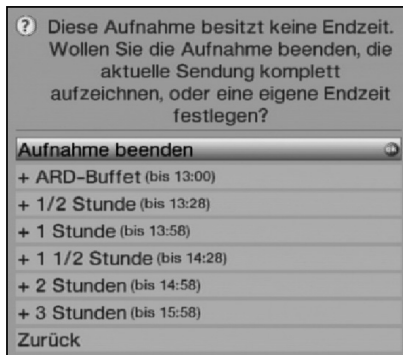 Diese Aufnahme besitzt keine Endzeit.
Wollen Sie die Aufnahme beenden, die
aktuelle Sendung komplett
aufzeichnen, oder eine eigene Endzeit
festlegen?
Aufnahme beenden
+ ARD-Buffet (bis 13:00)
+ 1/2 Stunde (bis 13:28)
+ 1 Stunde (bis 13:58)
+ 1 1/2 Stunde (bis 14:28)
+ 2 Stunden (bis 14:58)
+ 3 Stunden (bis 15:58)
Zurück